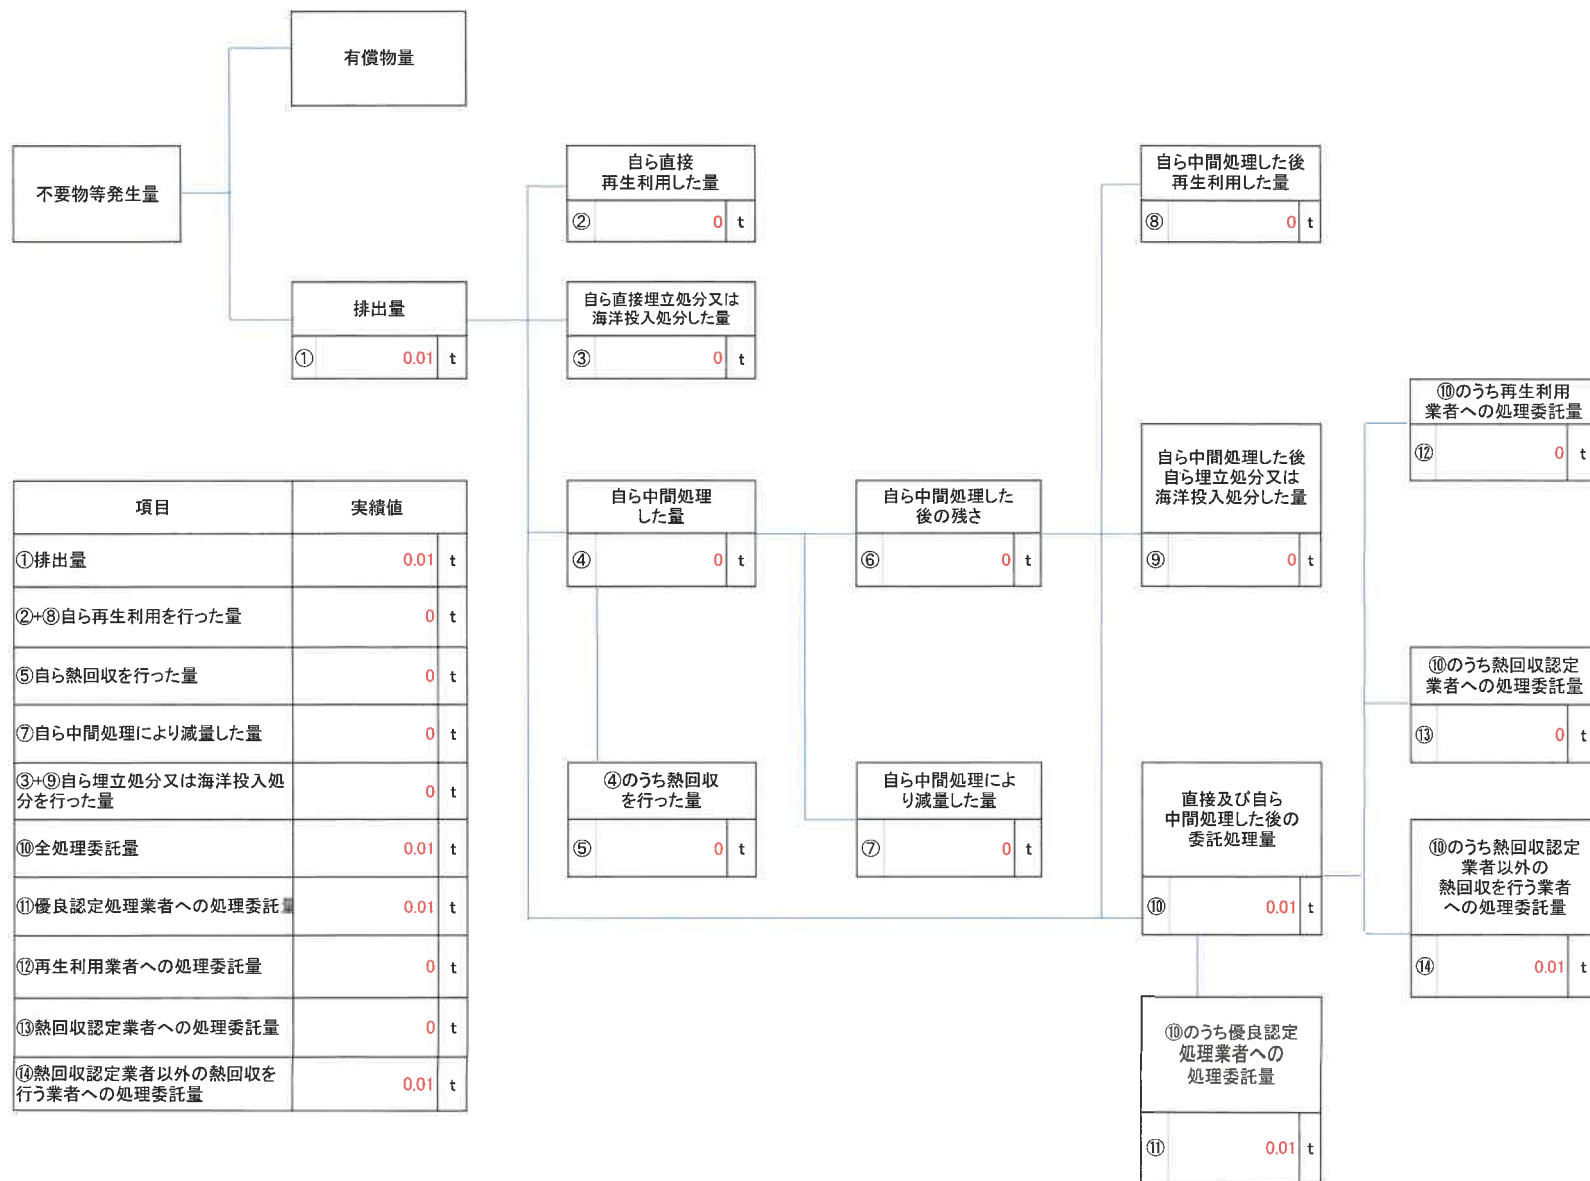 有償物量
不要物等発生量
排出量
① 0.01 t
自ら直接
再生利用した量
② 0 t
自ら直接埋立処分又は
海洋投入処分した量
③ 0 t
自ら中間処理
した量
④ 0 t
④のうち熱回収
を行った量
⑤ 0 t
自ら中間処理した
後の残さ
⑥ 0 t
自ら中間処理によ
り減量した量
⑦ 0 t
自ら中間処理した後
再生利用した量
⑧ 0 t
自ら中間処理した後
自ら埋立処分又は
海洋投入処分した量
⑨ 0 t
直接及び自ら
中間処理した後の
委託処理量
⑩ 0.01 t
⑩のうち優良認定
処理業者への
処理委託量
⑪ 0.01 t
⑩のうち再生利用
業者への処理委託量
⑫ 0 t
⑩のうち熱回収認定
業者への処理委託量
⑬ 0 t
⑩のうち熱回収認定
業者以外の
熱回収を行う業者
への処理委託量
⑭ 0.01 t
項目 実績値
①排出量 0.01 t
②+⑧自ら再生利用を行った量 0 t
⑤自ら熱回収を行った量 0 t
⑦自ら中間処理により減量した量 0 t
③+⑨自ら埋立処分又は海洋投入処
分を行った量 0 t
⑩全処理委託量 0.01 t
⑪優良認定処理業者への処理委託量 0.01 t
⑫再生利用業者への処理委託量 0 t
⑬熱回収認定業者への処理委託量 0 t
⑭熱回収認定業者以外の熱回収を
行う業者への処理委託量 0.01 t